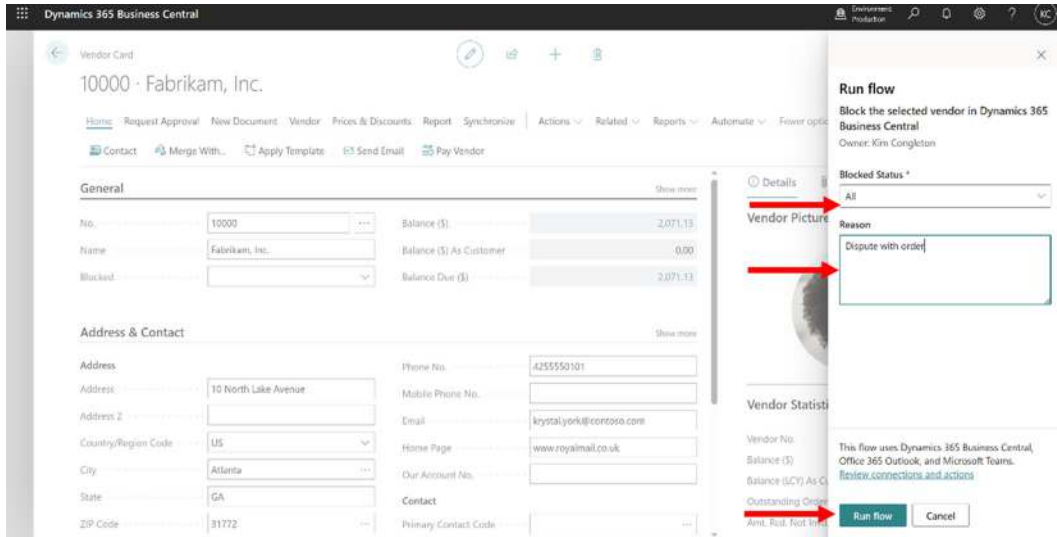 Dynamics 365 Business Central
Environment:
Production
KC
Vendor Card
10000 · Fabrikam, Inc.
Home Request Approval New Document Vendor Prices & Discounts Report Synchronize Actions Related Reports Automate Fewer optio
Contact Merge With... Apply Template Send Email Pay Vendor
General
Show more
No.
10000
Name
Fabrikam, Inc.
Blocked
Balance ($)
2,071.13
Balance ($) As Customer
0.00
Balance Due ($)
2,071.13
Address & Contact
Show more
Address
Address
10 North Lake Avenue
Address 2
Country/Region Code
US
City
Atlanta
State
GA
ZIP Code
31772
Phone No.
4255550101
Mobile Phone No.
Email
krystal.york@contoso.com
Home Page
www.royalmail.co.uk
Our Account No.
Contact
Primary Contact Code
Details
Vendor Picture
Vendor Statisti
Vendor No.
Balance ($)
Balance (LCY) As Cu
Outstanding Order
Amt. Rcd. Not Inv
Run flow
Block the selected vendor in Dynamics 365
Business Central
Owner: Kim Congleton
Blocked Status *
All
Reason
Dispute with order
This flow uses Dynamics 365 Business Central,
Office 365 Outlook, and Microsoft Teams.
Review connections and actions
Run flow
Cancel